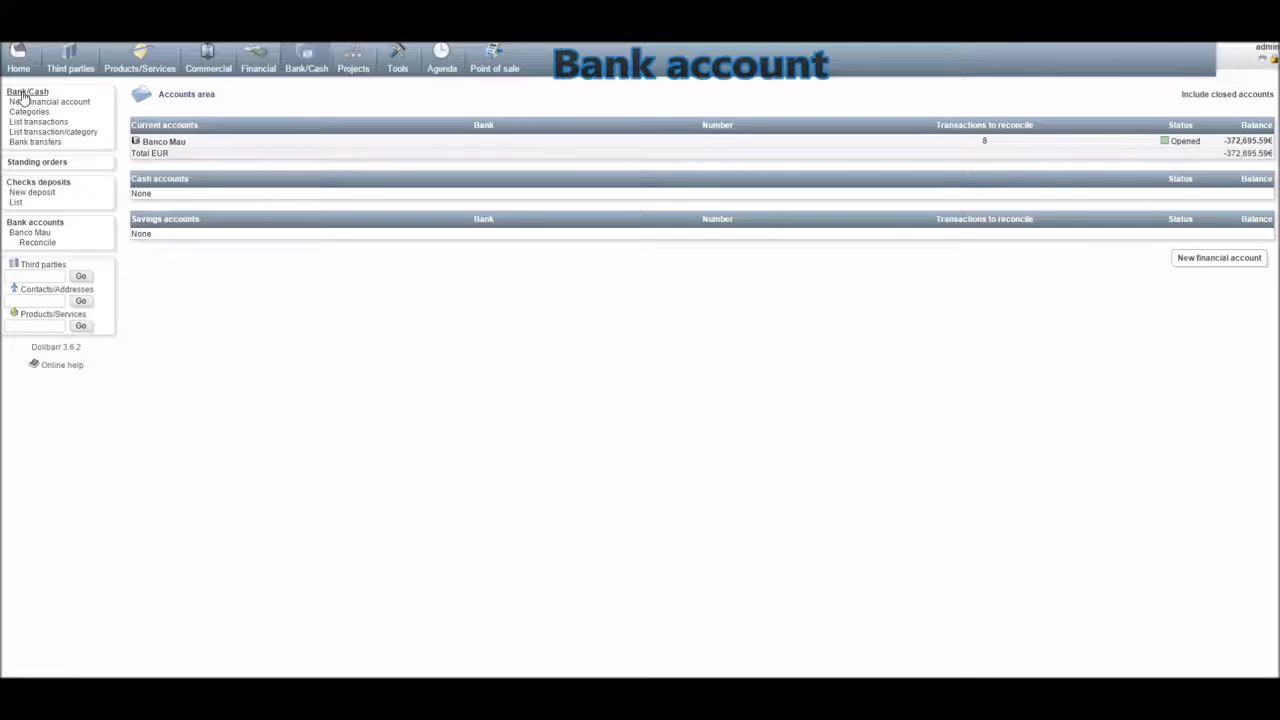 Bank account
admin
Home Third parties Products/Services Commercial Financial Bank/Cash Projects Tools Agenda Point of sale
Bank/Cash
New financial account
Categories
List transactions
List transaction/category
Bank transfers
Standing orders
Checks deposits
New deposit
List
Bank accounts
Banco Mau
Reconcile
Third parties
Go
Contacts/Addresses
Go
Products/Services
Go
Dolibarr 3.6.2
Online help
Accounts area Include closed accounts
Current accounts Bank Number Transactions to reconcile Status Balance
Banco Mau 8 Opened -372,695.59€
Total EUR -372,695.59€
Cash accounts Status Balance
None
Savings accounts Bank Number Transactions to reconcile Status Balance
None
New financial account